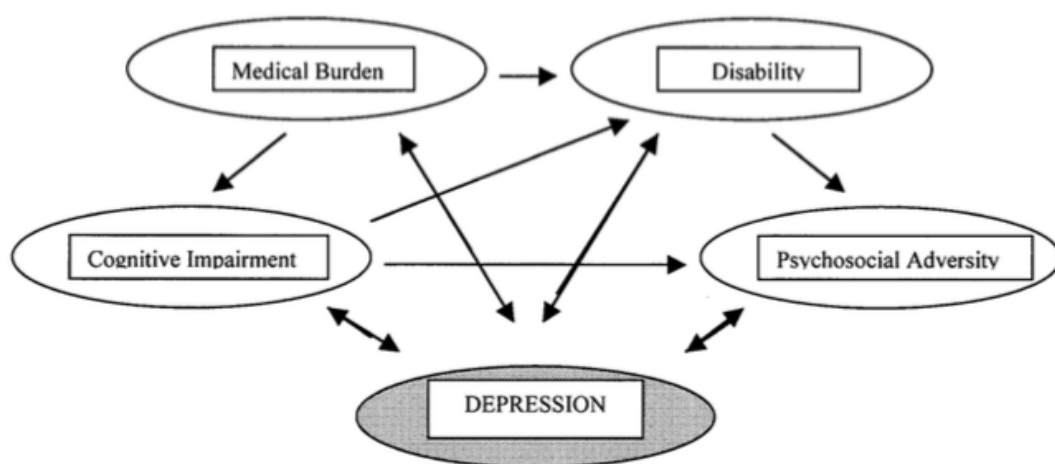 Medical Burden
Disability
Cognitive Impairment
Psychosocial Adversity
DEPRESSION